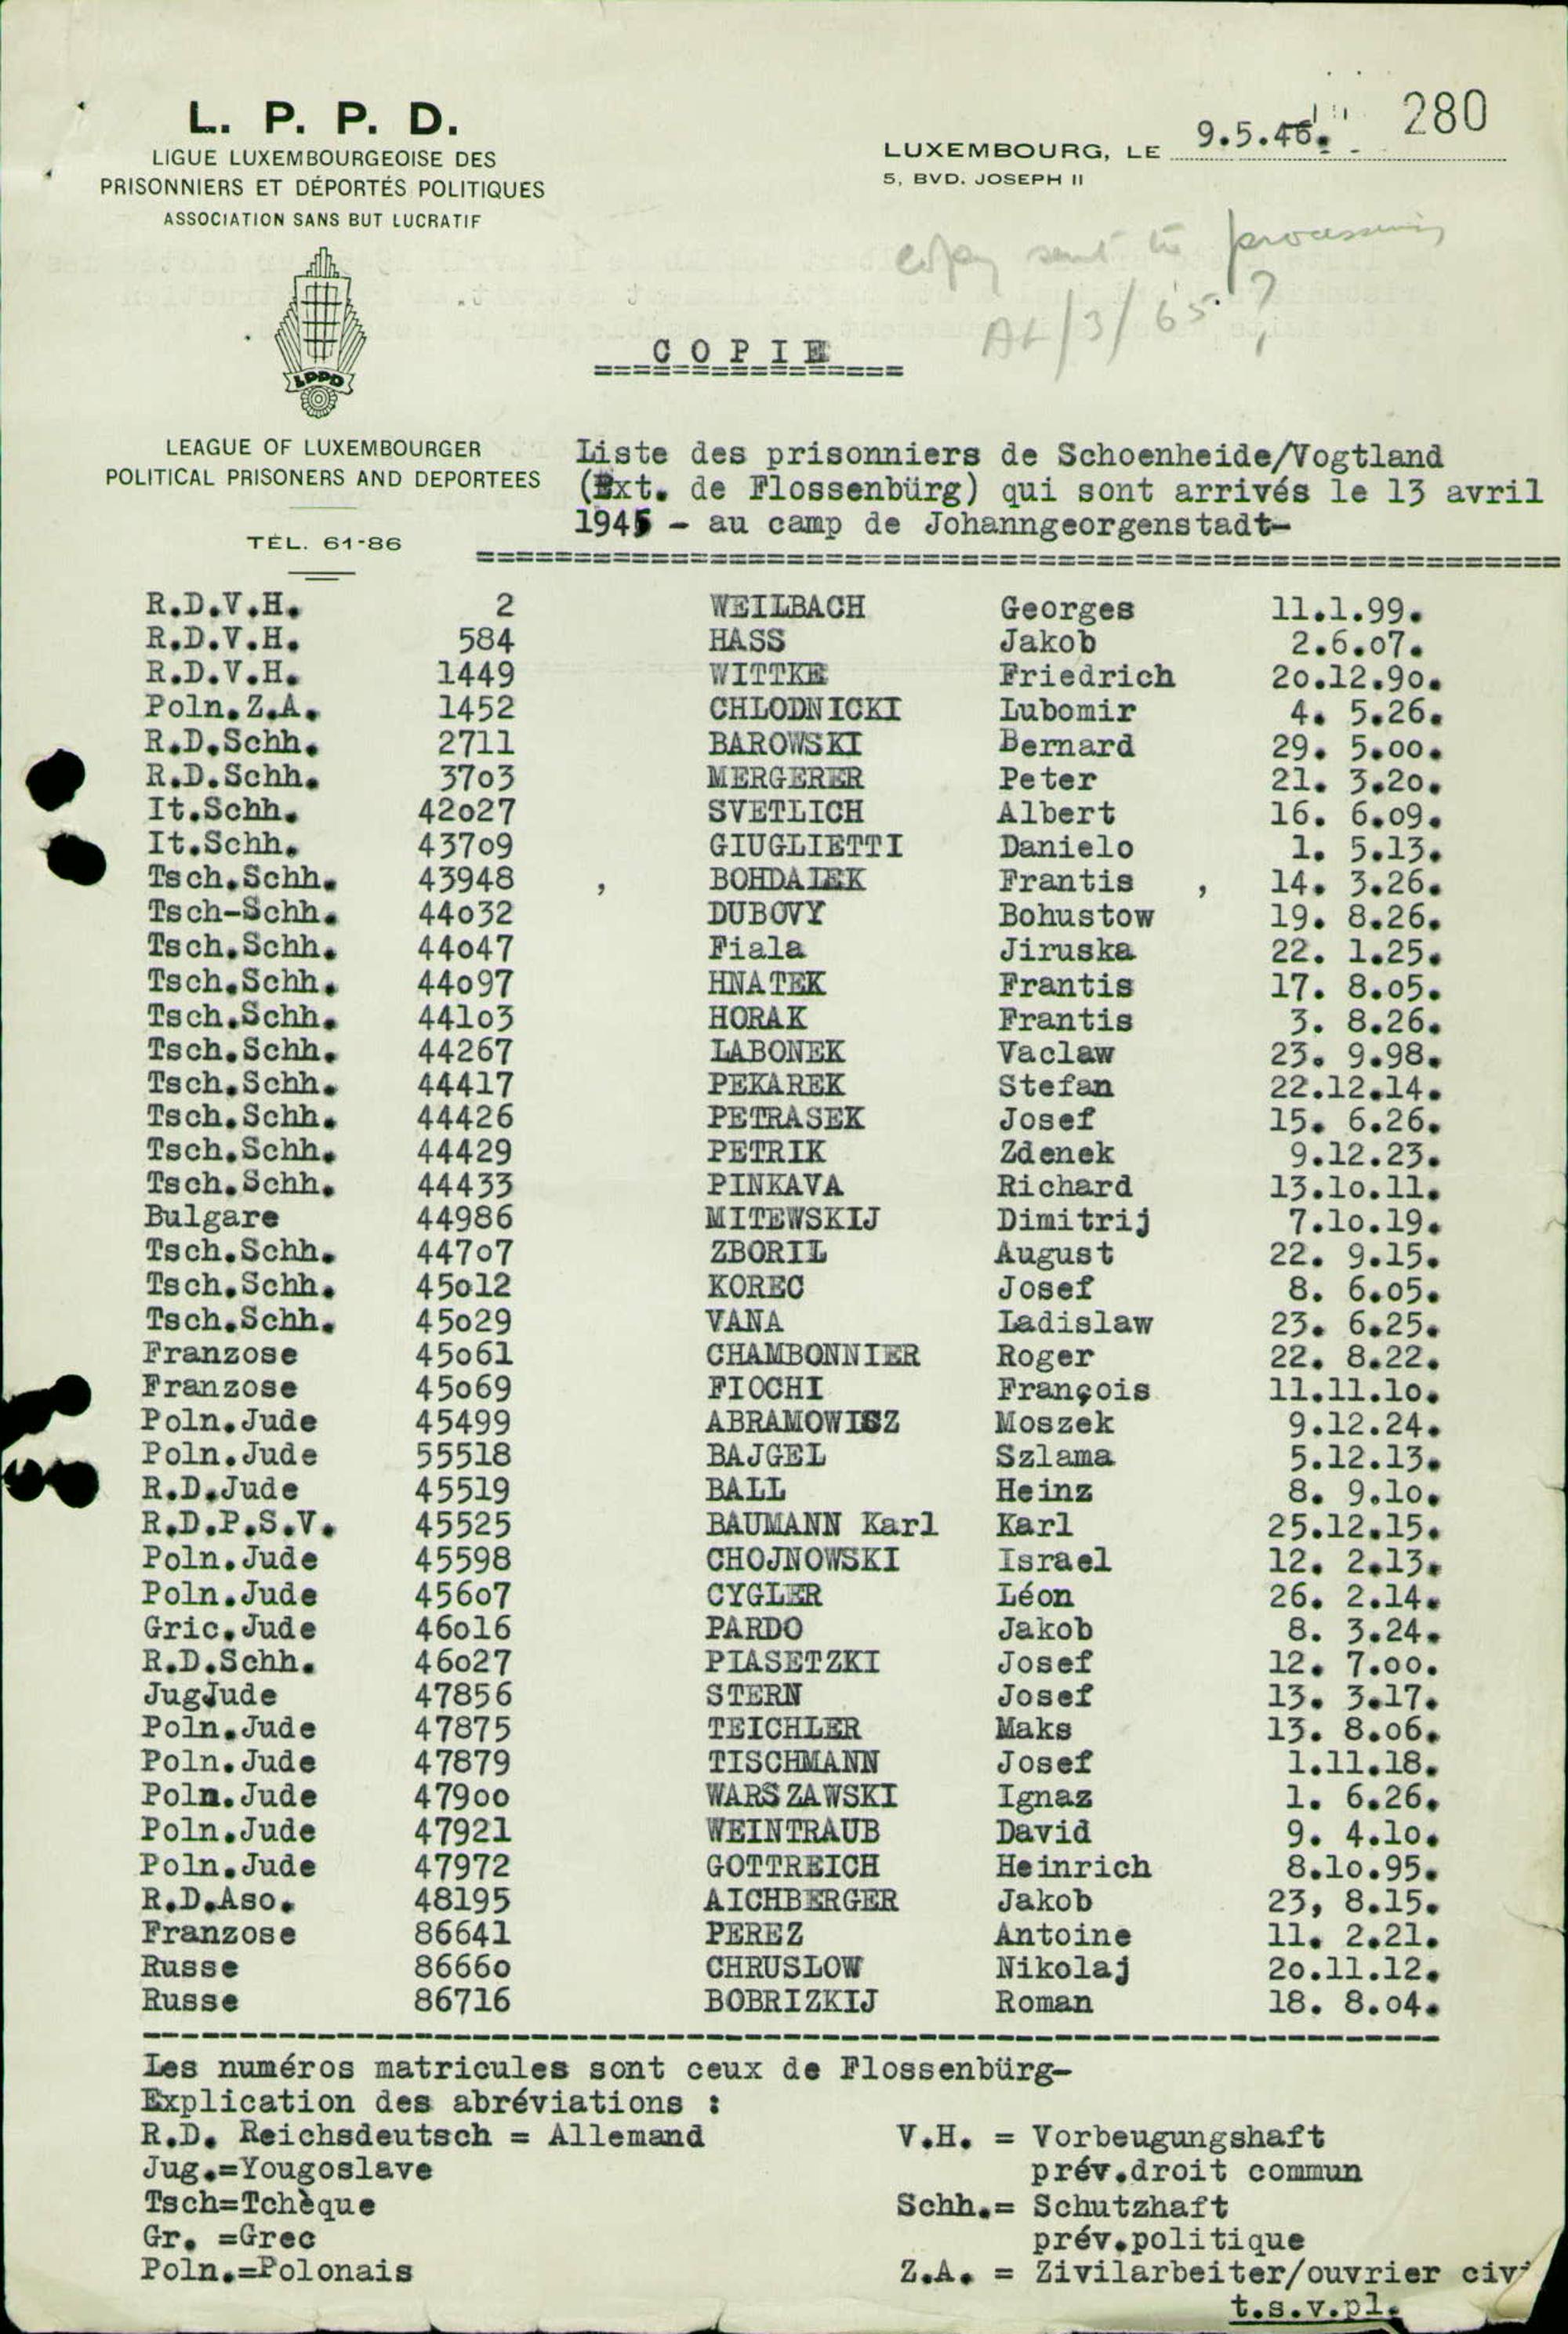 L. P. P. D.
LIGUE LUXEMBOURGEOISE DES
PRISONNIERS ET DÉPORTÉS POLITIQUES
ASSOCIATION SANS BUT LUCRATIF
LPPD
LEAGUE OF LUXEMBOURGER
POLITICAL PRISONERS AND DEPORTEES
TÉL. 61-86
280
LUXEMBOURG, LE 9.5.46.
5, BVD. JOSEPH II
copy sent to processing
AL/3/65. ?
C O P I E
================
Liste des prisonniers de Schoenheide/Vogtland
(Ext. de Flossenbürg) qui sont arrivés le 13 avril
1945 - au camp de Johanngeorgenstadt-
R.D.V.H. 2 WEILBACH Georges 11.1.99.
R.D.V.H. 584 HASS Jakob 2.6.07.
R.D.V.H. 1449 WITTKE Friedrich 20.12.90.
Poln.Z.A. 1452 CHLODNICKI Lubomir 4. 5.26.
R.D.Schh. 2711 BAROWSKI Bernard 29. 5.00.
R.D.Schh. 3703 MERGERER Peter 21. 3.20.
It.Schh. 42027 SVETLICH Albert 16. 6.09.
It.Schh. 43709 GIUGLIETTI Danielo 1. 5.13.
Tsch.Schh. 43948 , BOHDALEK Frantis , 14. 3.26.
Tsch-Schh. 44032 DUBOVY Bohustow 19. 8.26.
Tsch.Schh. 44047 Fiala Jiruska 22. 1.25.
Tsch.Schh. 44097 HNATEK Frantis 17. 8.05.
Tsch.Schh. 44103 HORAK Frantis 3. 8.26.
Tsch.Schh. 44267 LABONEK Vaclaw 23. 9.98.
Tsch.Schh. 44417 PEKAREK Stefan 22.12.14.
Tsch.Schh. 44426 PETRASEK Josef 15. 6.26.
Tsch.Schh. 44429 PETRIK Zdenek 9.12.23.
Tsch.Schh. 44433 PINKAVA Richard 13.10.11.
Bulgare 44986 MITEWSKIJ Dimitrij 7.10.19.
Tsch.Schh. 44707 ZBORIL August 22. 9.15.
Tsch.Schh. 45012 KOREC Josef 8. 6.05.
Tsch.Schh. 45029 VANA Ladislaw 23. 6.25.
Franzose 45061 CHAMBONNIER Roger 22. 8.22.
Franzose 45069 FIOCHI François 11.11.10.
Poln.Jude 45499 ABRAMOWICZ Moszek 9.12.24.
Poln.Jude 55518 BAJGEL Szlama 5.12.13.
R.D.Jude 45519 BALL Heinz 8. 9.10.
R.D.P.S.V. 45525 BAUMANN Karl Karl 25.12.15.
Poln.Jude 45598 CHOJNOWSKI Israel 12. 2.13.
Poln.Jude 45607 CYGLER Léon 26. 2.14.
Gric.Jude 46016 PARDO Jakob 8. 3.24.
R.D.Schh. 46027 PIASETZKI Josef 12. 7.00.
JugJude 47856 STERN Josef 13. 3.17.
Poln.Jude 47875 TEICHLER Maks 13. 8.06.
Poln.Jude 47879 TISCHMANN Josef 1.11.18.
Poln.Jude 47900 WARSZAWSKI Ignaz 1. 6.26.
Poln.Jude 47921 WEINTRAUB David 9. 4.10.
Poln.Jude 47972 GOTTREICH Heinrich 8.10.95.
R.D.Aso. 48195 AICHBERGER Jakob 23, 8.15.
Franzose 86641 PEREZ Antoine 11. 2.21.
Russe 86660 CHRUSLOW Nikolaj 20.11.12.
Russe 86716 BOBRIZKIJ Roman 18. 8.04.
Les numéros matricules sont ceux de Flossenbürg-
Explication des abréviations :
R.D. Reichsdeutsch = Allemand V.H. = Vorbeugungshaft
Jug.=Yougoslave prév.droit commun
Tsch=Tchèque Schh.= Schutzhaft
Gr. =Grec prév.politique
Poln.=Polonais Z.A. = Zivilarbeiter/ouvrier civi
t.s.v.pl.